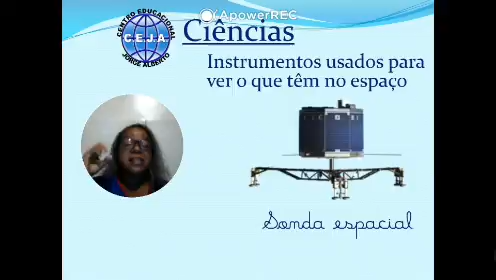 ApowerREC
CENTRO EDUCACIONAL
C.E.J.A.
JORGE ALBERTO
Ciências
Instrumentos usados para
ver o que têm no espaço
Sonda espacial